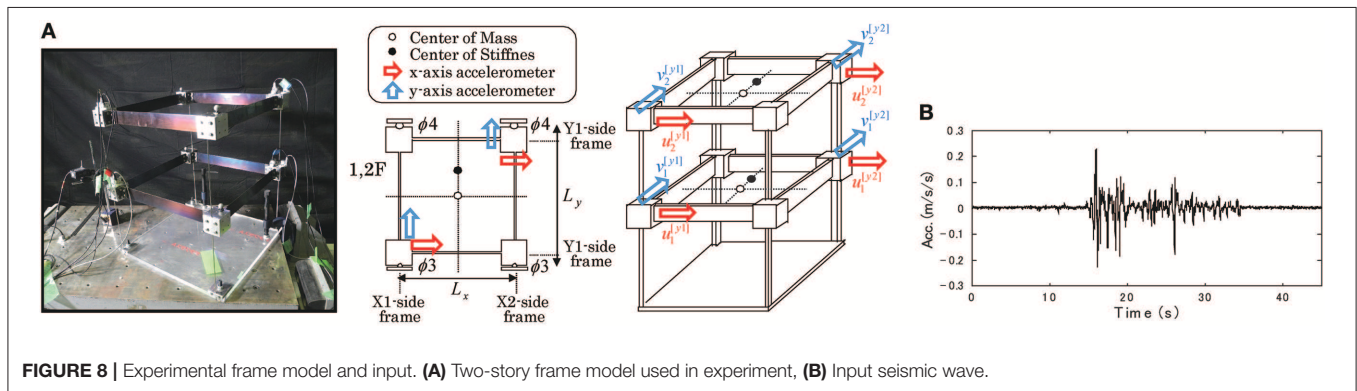 A
Center of Mass
Center of Stiffnes
x-axis accelerometer
y-axis accelerometer
ϕ4
ϕ4
Y1-side
frame
1,2F
L_y
Y1-side
frame
ϕ3
ϕ3
L_x
X1-side
frame
X2-side
frame
v_2^[y2]
v_2^[y1]
u_2^[y2]
u_2^[y1]
v_1^[y2]
v_1^[y1]
u_1^[y2]
u_1^[y1]
B
Acc. (m/s/s)
0.3
0.2
0.1
0
-0.1
-0.2
-0.3
0
10
20
30
40
Time (s)
FIGURE 8 | Experimental frame model and input. (A) Two-story frame model used in experiment, (B) Input seismic wave.